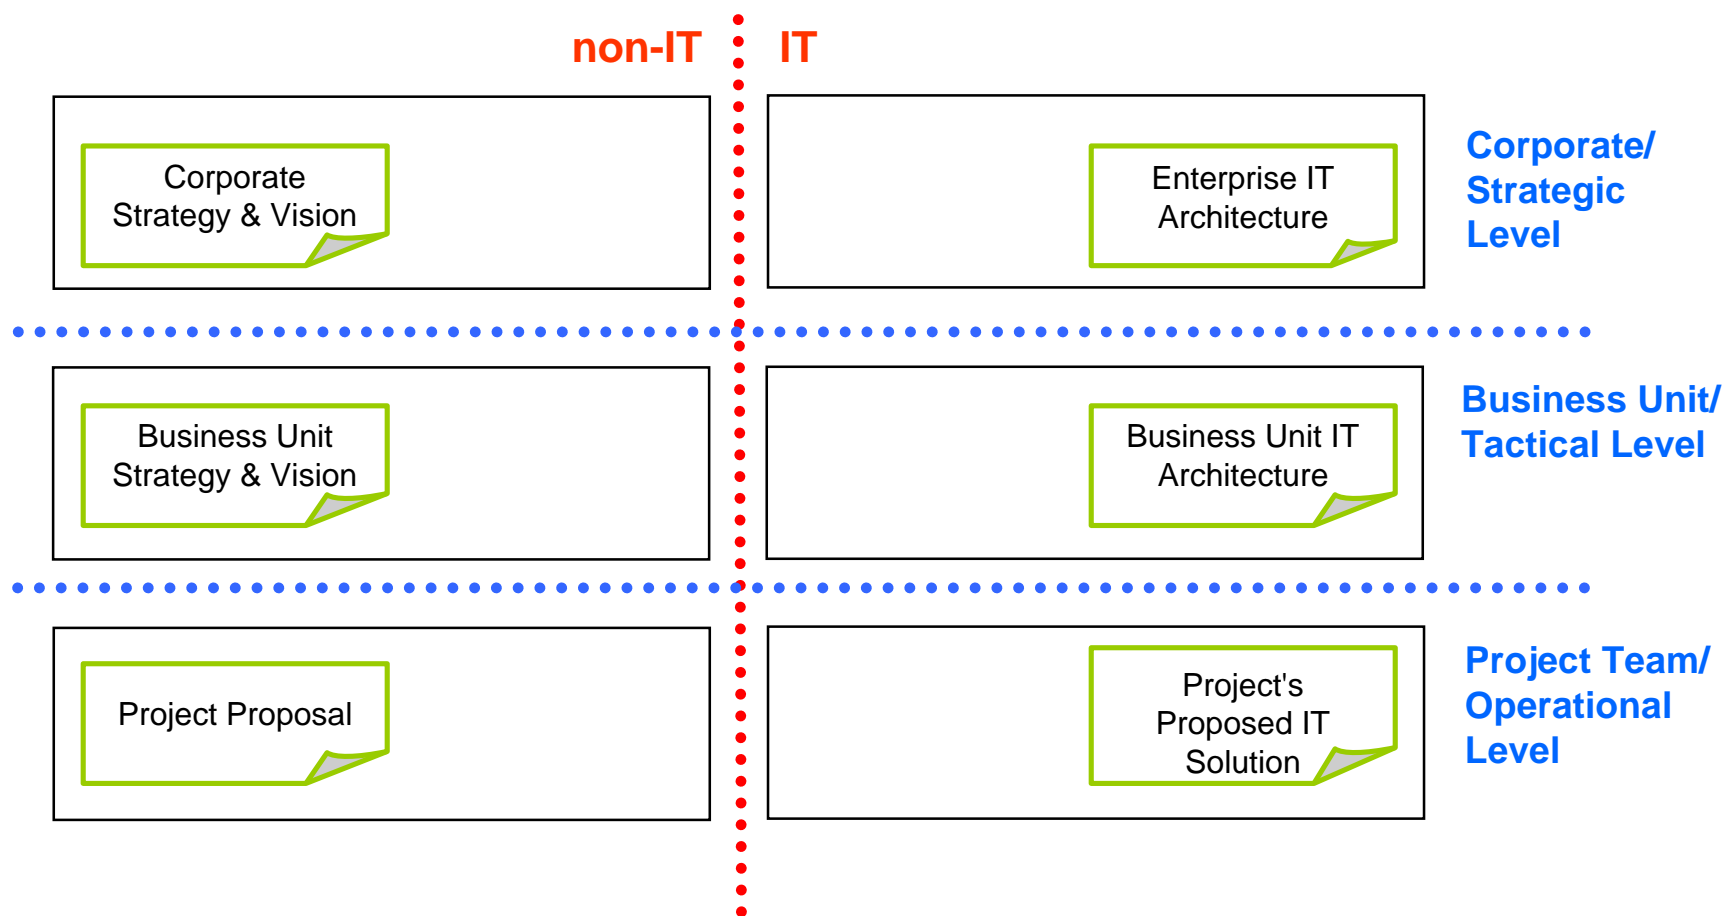 non-IT
IT
Corporate
Strategy & Vision
Enterprise IT
Architecture
Corporate/
Strategic
Level
Business Unit
Strategy & Vision
Business Unit IT
Architecture
Business Unit/
Tactical Level
Project Proposal
Project's
Proposed IT
Solution
Project Team/
Operational
Level